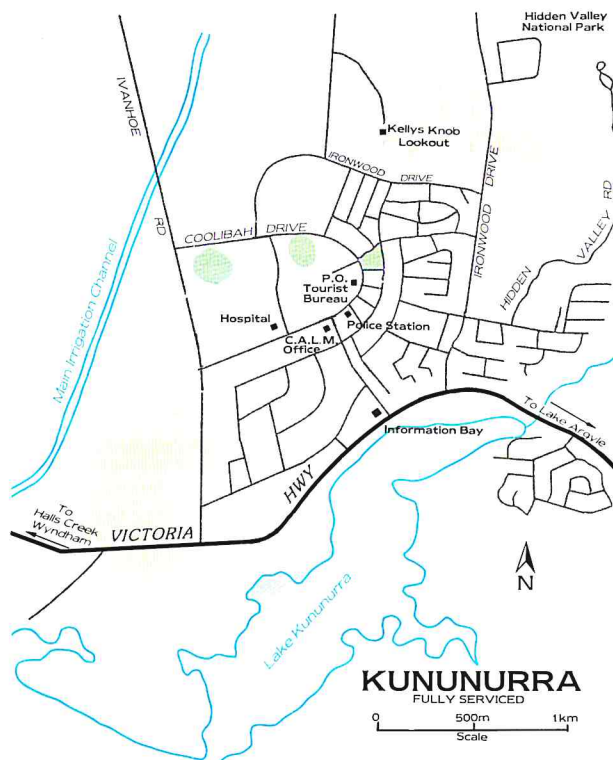 Hidden Valley
National Park
IVANHOE
RD
Kellys Knob
Lookout
IRONWOOD DRIVE
IRONWOOD DRIVE
COOLIBAH DRIVE
HIDDEN VALLEY RD
P.O.
Tourist
Bureau
Hospital
Police Station
C.A.L.M.
Office
Main Irrigation Channel
Information Bay
To Lake Argyle
To
Halls Creek
Wyndham
VICTORIA HWY
N
Lake Kununurra
KUNUNURRA
FULLY SERVICED
0 500m 1km
Scale